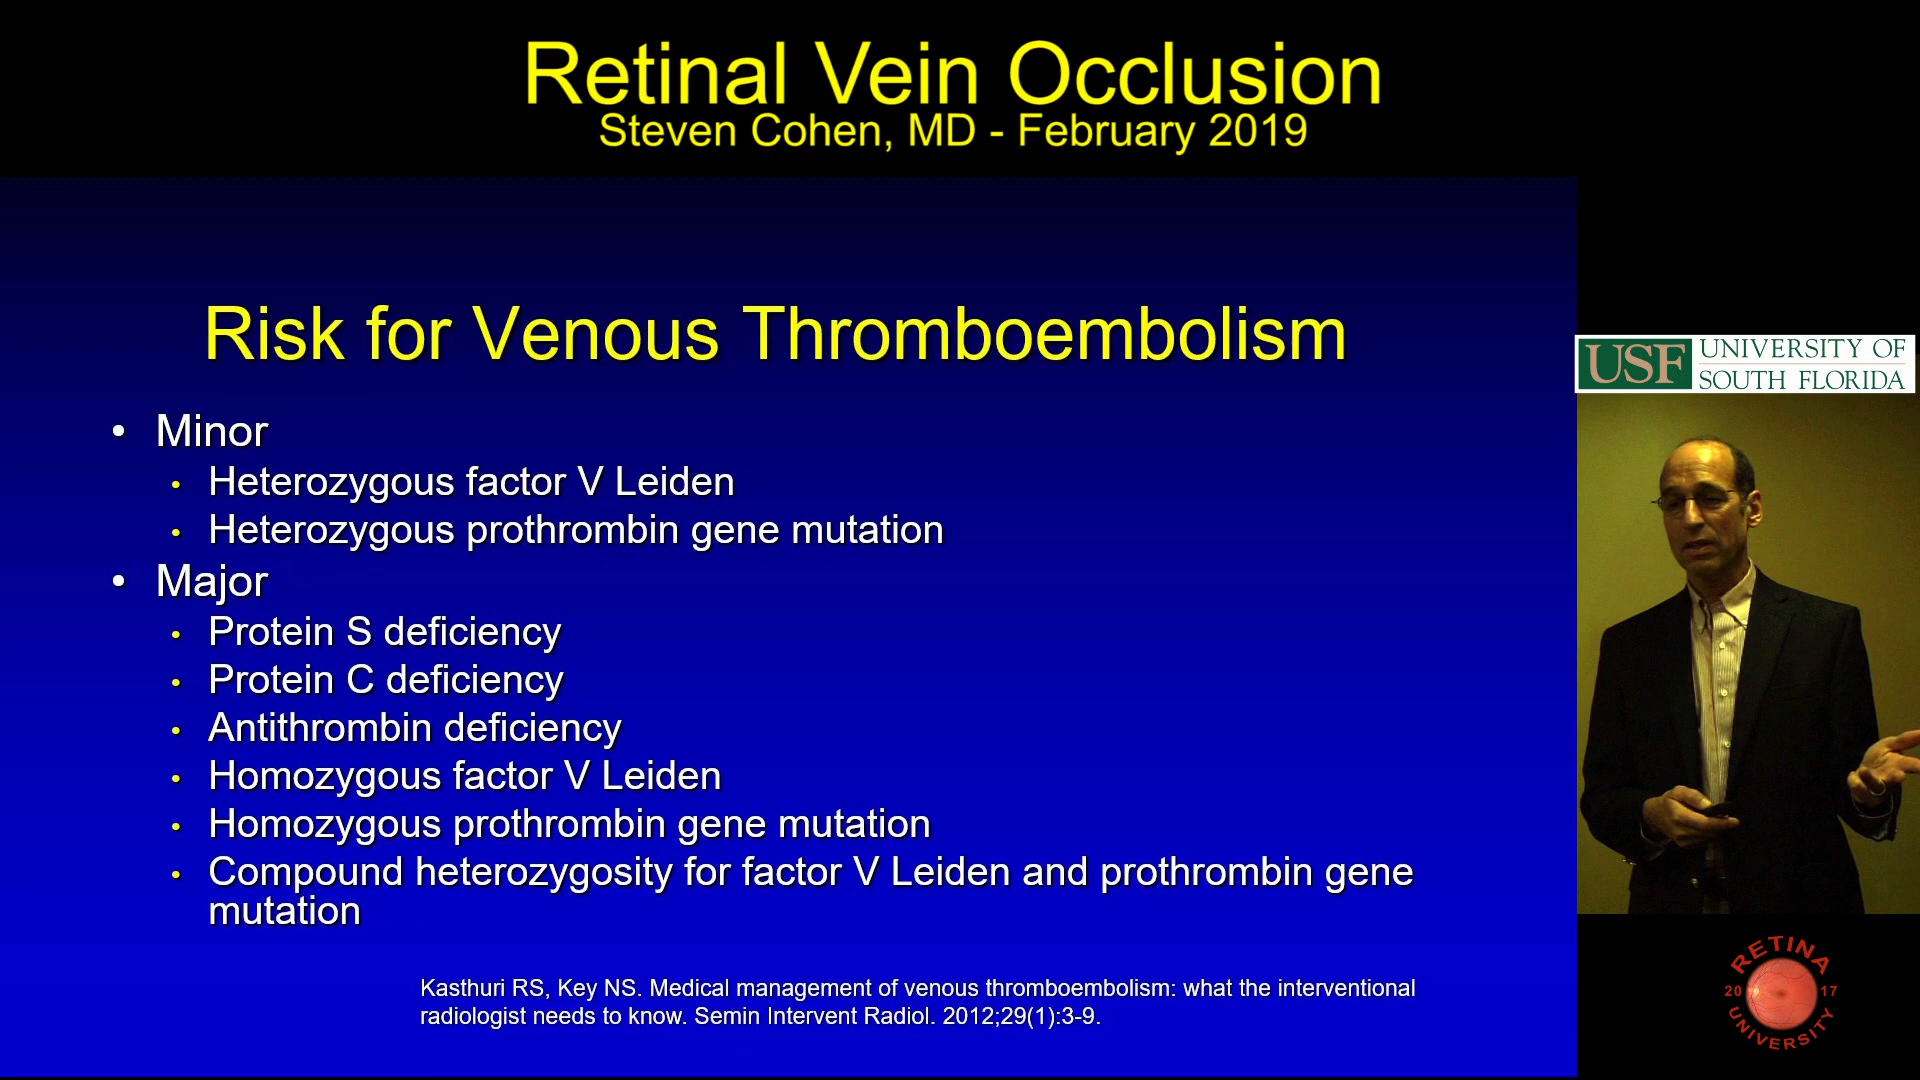 Retinal Vein Occlusion
Steven Cohen, MD - February 2019
Risk for Venous Thromboembolism
• Minor
• Heterozygous factor V Leiden
• Heterozygous prothrombin gene mutation
• Major
• Protein S deficiency
• Protein C deficiency
• Antithrombin deficiency
• Homozygous factor V Leiden
• Homozygous prothrombin gene mutation
• Compound heterozygosity for factor V Leiden and prothrombin gene
mutation
Kasthuri RS, Key NS. Medical management of venous thromboembolism: what the interventional
radiologist needs to know. Semin Intervent Radiol. 2012;29(1):3-9.
USF UNIVERSITY OF
SOUTH FLORIDA
RETINA
20 17
UNIVERSITY